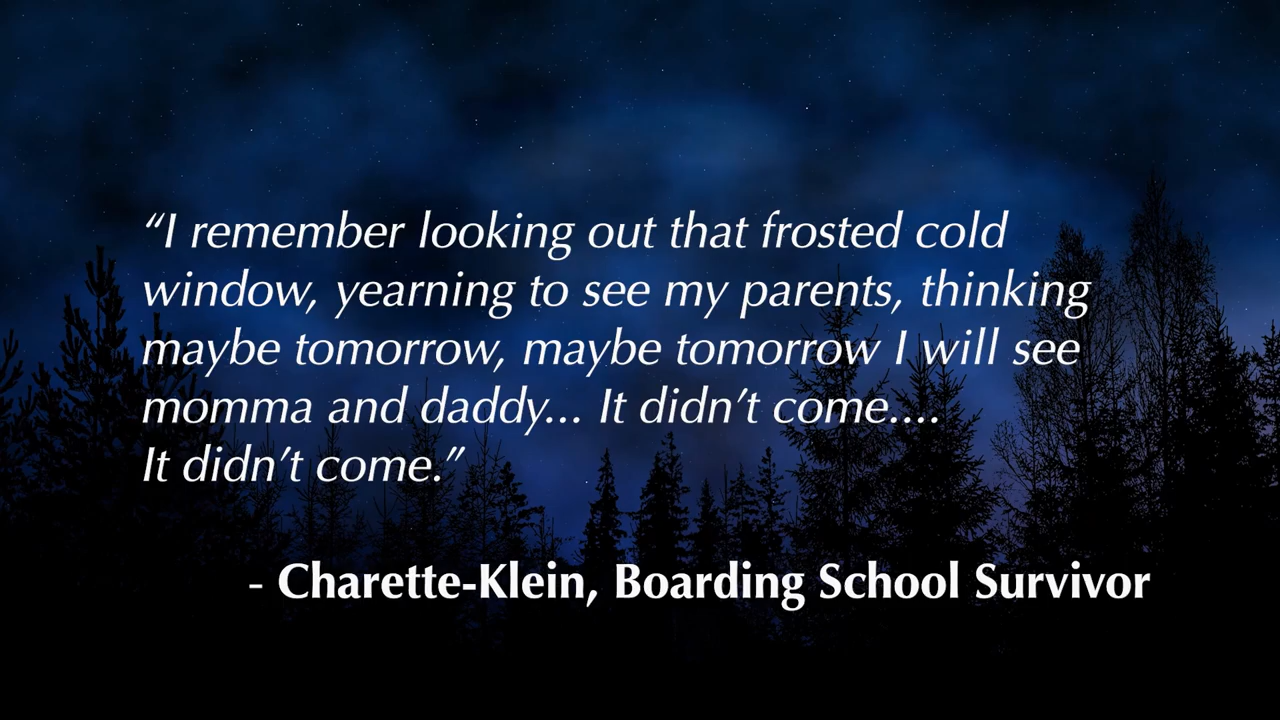 “I remember looking out that frosted cold
window, yearning to see my parents, thinking
maybe tomorrow, maybe tomorrow I will see
momma and daddy... It didn’t come....
It didn’t come.”
- Charette-Klein, Boarding School Survivor